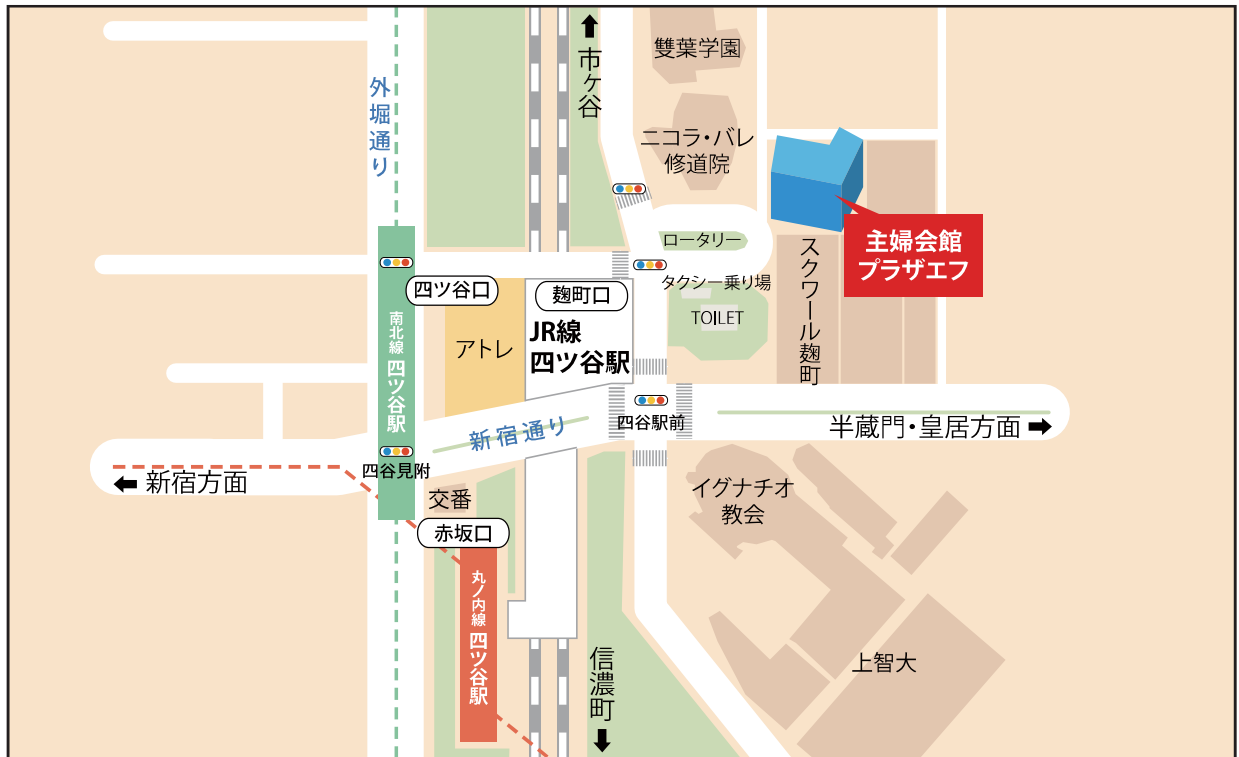 外堀通り
市ヶ谷
雙葉学園
ニコラ・バレ
修道院
主婦会館
プラザエフ
ロータリー
タクシー乗り場
TOILET
スクワール麹町
四ツ谷口
麹町口
JR線
四ツ谷駅
アトレ
南北線 四ツ谷駅
新宿通り
四谷駅前
半蔵門・皇居方面
四谷見附
新宿方面
交番
赤坂口
イグナチオ
教会
丸ノ内線 四ツ谷駅
信濃町
上智大